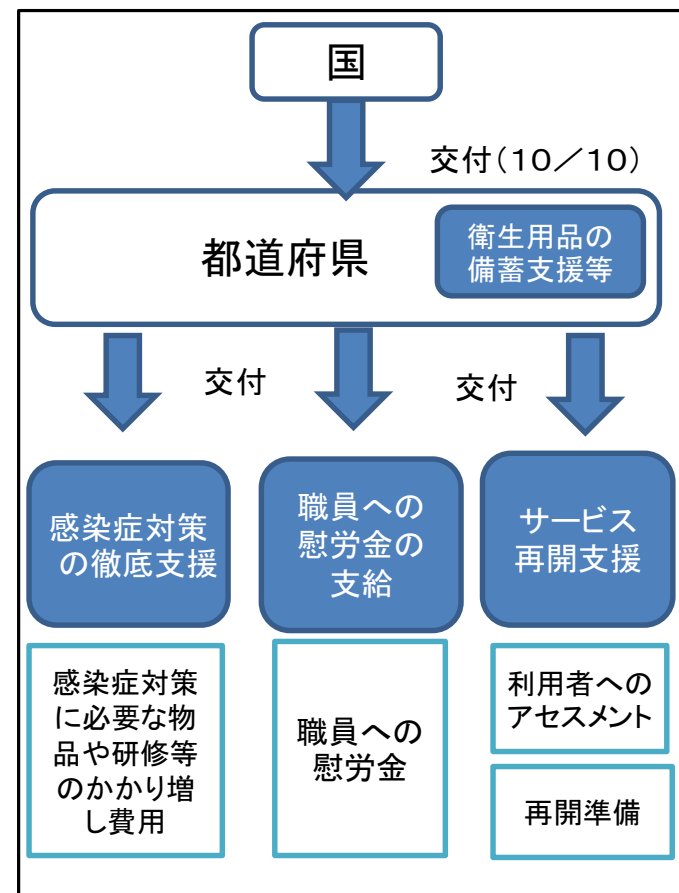 国
交付(10/10)
都道府県
衛生用品の
備蓄支援等
交付
交付
感染症対策
の徹底支援
職員への
慰労金の
支給
サービス
再開支援
感染症対策
に必要な物
品や研修等
のかかり増
し費用
職員への
慰労金
利用者への
アセスメント
再開準備